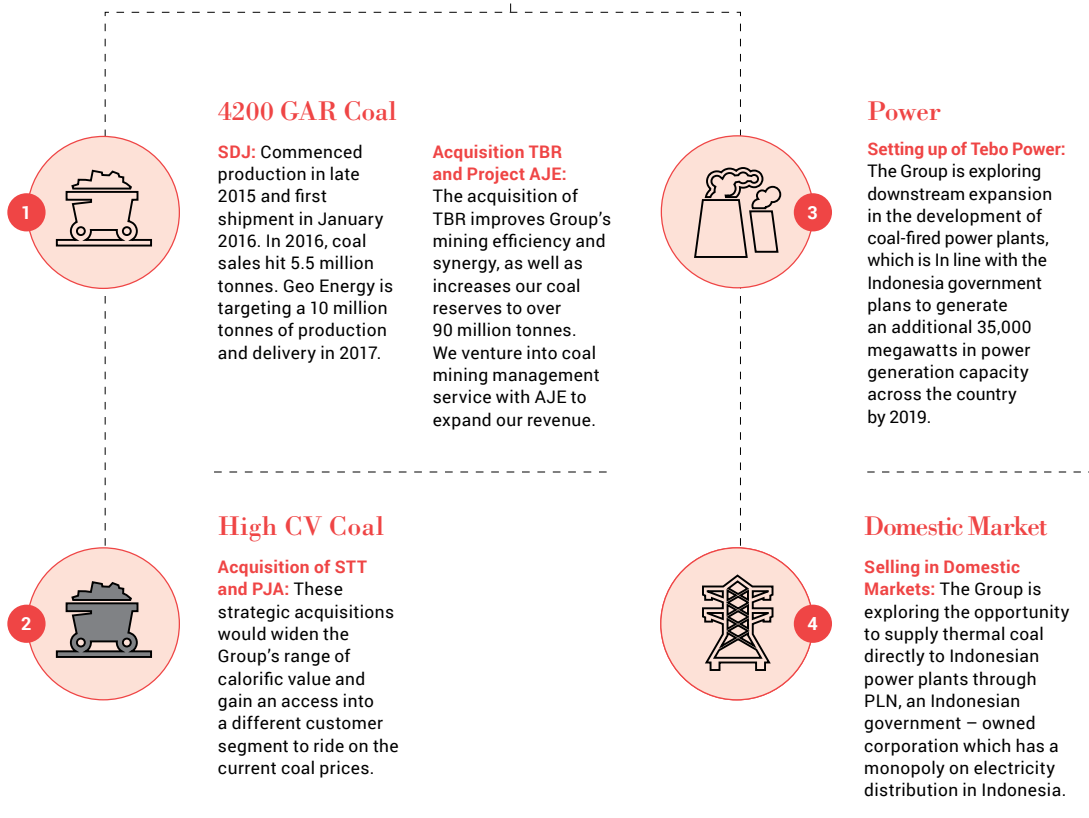 1
4200 GAR Coal
SDJ: Commenced
production in late
2015 and first
shipment in January
2016. In 2016, coal
sales hit 5.5 million
tonnes. Geo Energy is
targeting a 10 million
tonnes of production
and delivery in 2017.
Acquisition TBR
and Project AJE:
The acquisition of
TBR improves Group's
mining efficiency and
synergy, as well as
increases our coal
reserves to over
90 million tonnes.
We venture into coal
mining management
service with AJE to
expand our revenue.
2
High CV Coal
Acquisition of STT
and PJA: These
strategic acquisitions
would widen the
Group's range of
calorific value and
gain an access into
a different customer
segment to ride on the
current coal prices.
3
Power
Setting up of Tebo Power:
The Group is exploring
downstream expansion
in the development of
coal-fired power plants,
which is In line with the
Indonesia government
plans to generate
an additional 35,000
megawatts in power
generation capacity
across the country
by 2019.
4
Domestic Market
Selling in Domestic
Markets: The Group is
exploring the opportunity
to supply thermal coal
directly to Indonesian
power plants through
PLN, an Indonesian
government – owned
corporation which has a
monopoly on electricity
distribution in Indonesia.